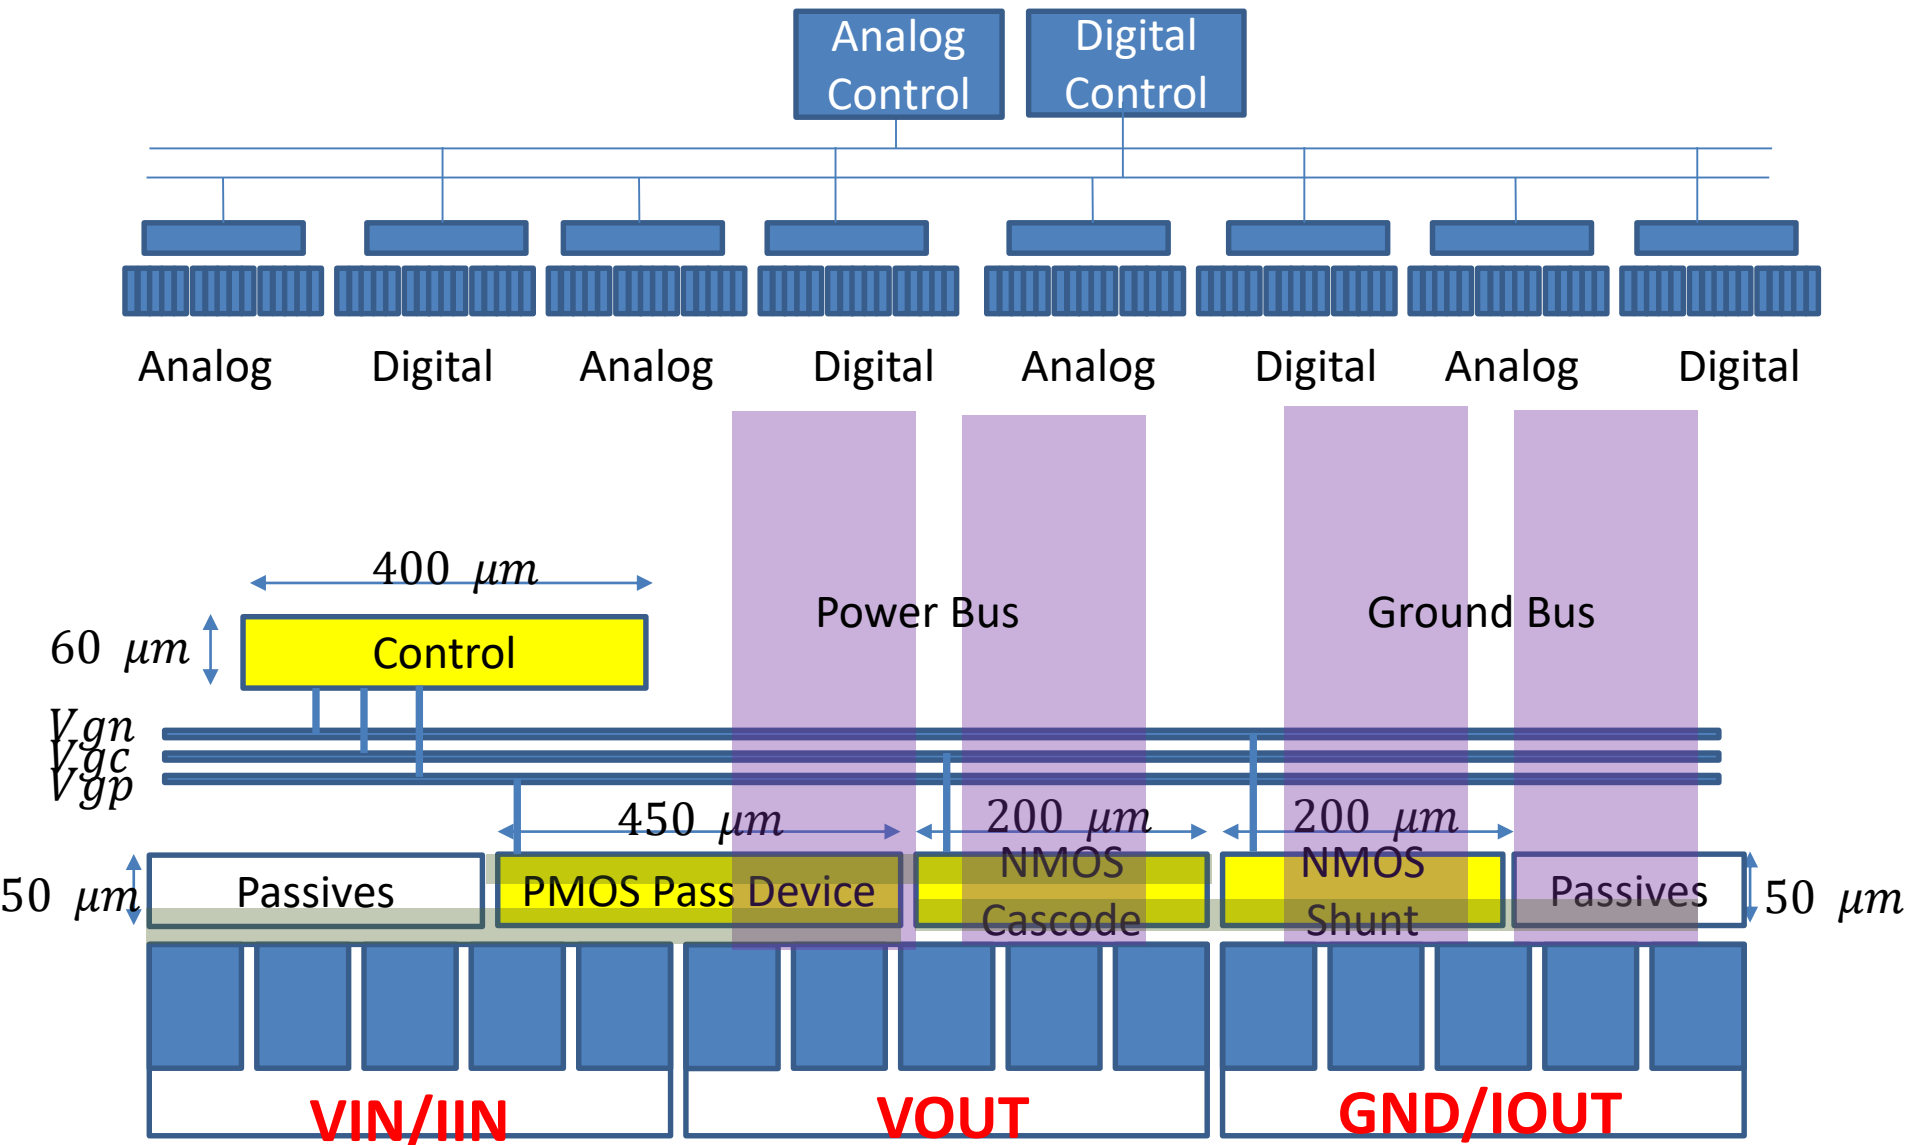 Analog Control
Digital Control
Analog Digital Analog Digital Analog Digital Analog Digital
400 μm
Power Bus Ground Bus
60 μm
Control
Vgn
Vgc
Vgp
450 μm 200 μm 200 μm
50 μm
Passives
PMOS Pass Device
NMOS Cascode
NMOS Shunt
Passives
50 μm
VIN/IIN VOUT GND/IOUT